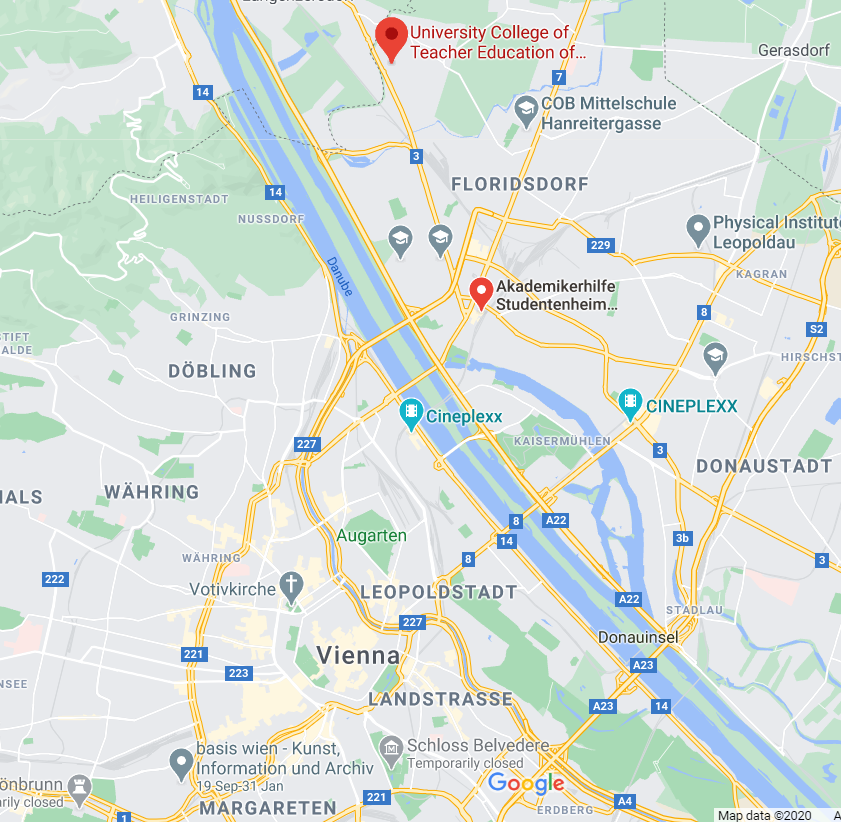 University College of
Teacher Education of…
Gerasdorf
14
7
COB Mittelschule
Hanreitergasse
3
FLORIDSDORF
HEILIGENSTADT
14
NUSSDORF
Physical Institute
Leopoldau
229
KAGRAN
Danube
Akademikerhilfe
Studentenheim...
GRINZING
8
S2
DÖBLING
HIRSCHST
CINEPLEXX
Cineplexx
KAISERMÜHLEN
227
3
DONAUSTADT
WÄHRING
8
A22
Augarten
14
3b
WÄHRING
8
3
222
Votivkirche
LEOPOLDSTADT
A22
STADLAU
227
Donauinsel
Vienna
221
A23
223
LANDSTRASSE
A23
14
basis wien - Kunst,
Information und Archiv
19 Sep-31 Jan
Schloss Belvedere
Temporarily closed
Google
221
A4
MARGARETEN
ERDBERG
1
Map data ©2020